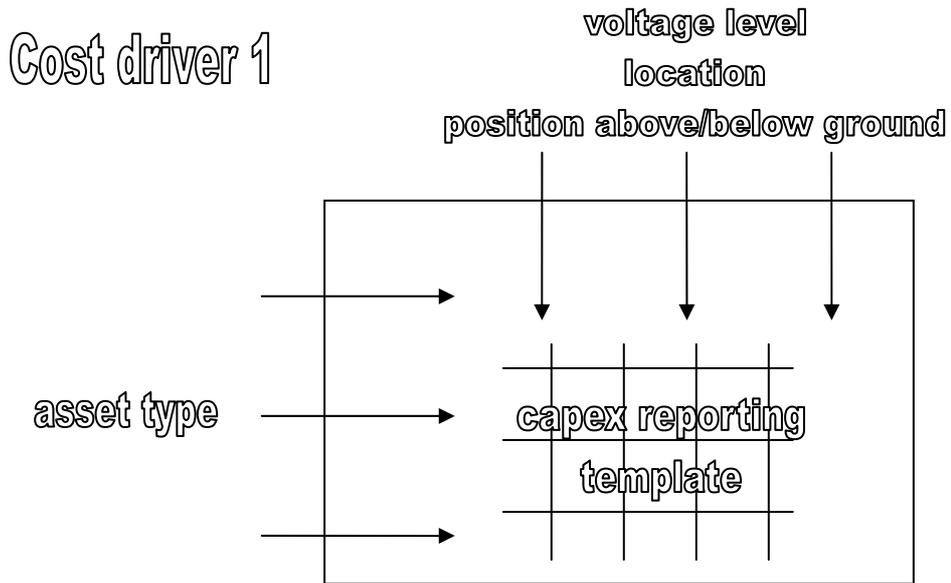 Cost driver 1
voltage level
location
position above/below ground
asset type
capex reporting
template